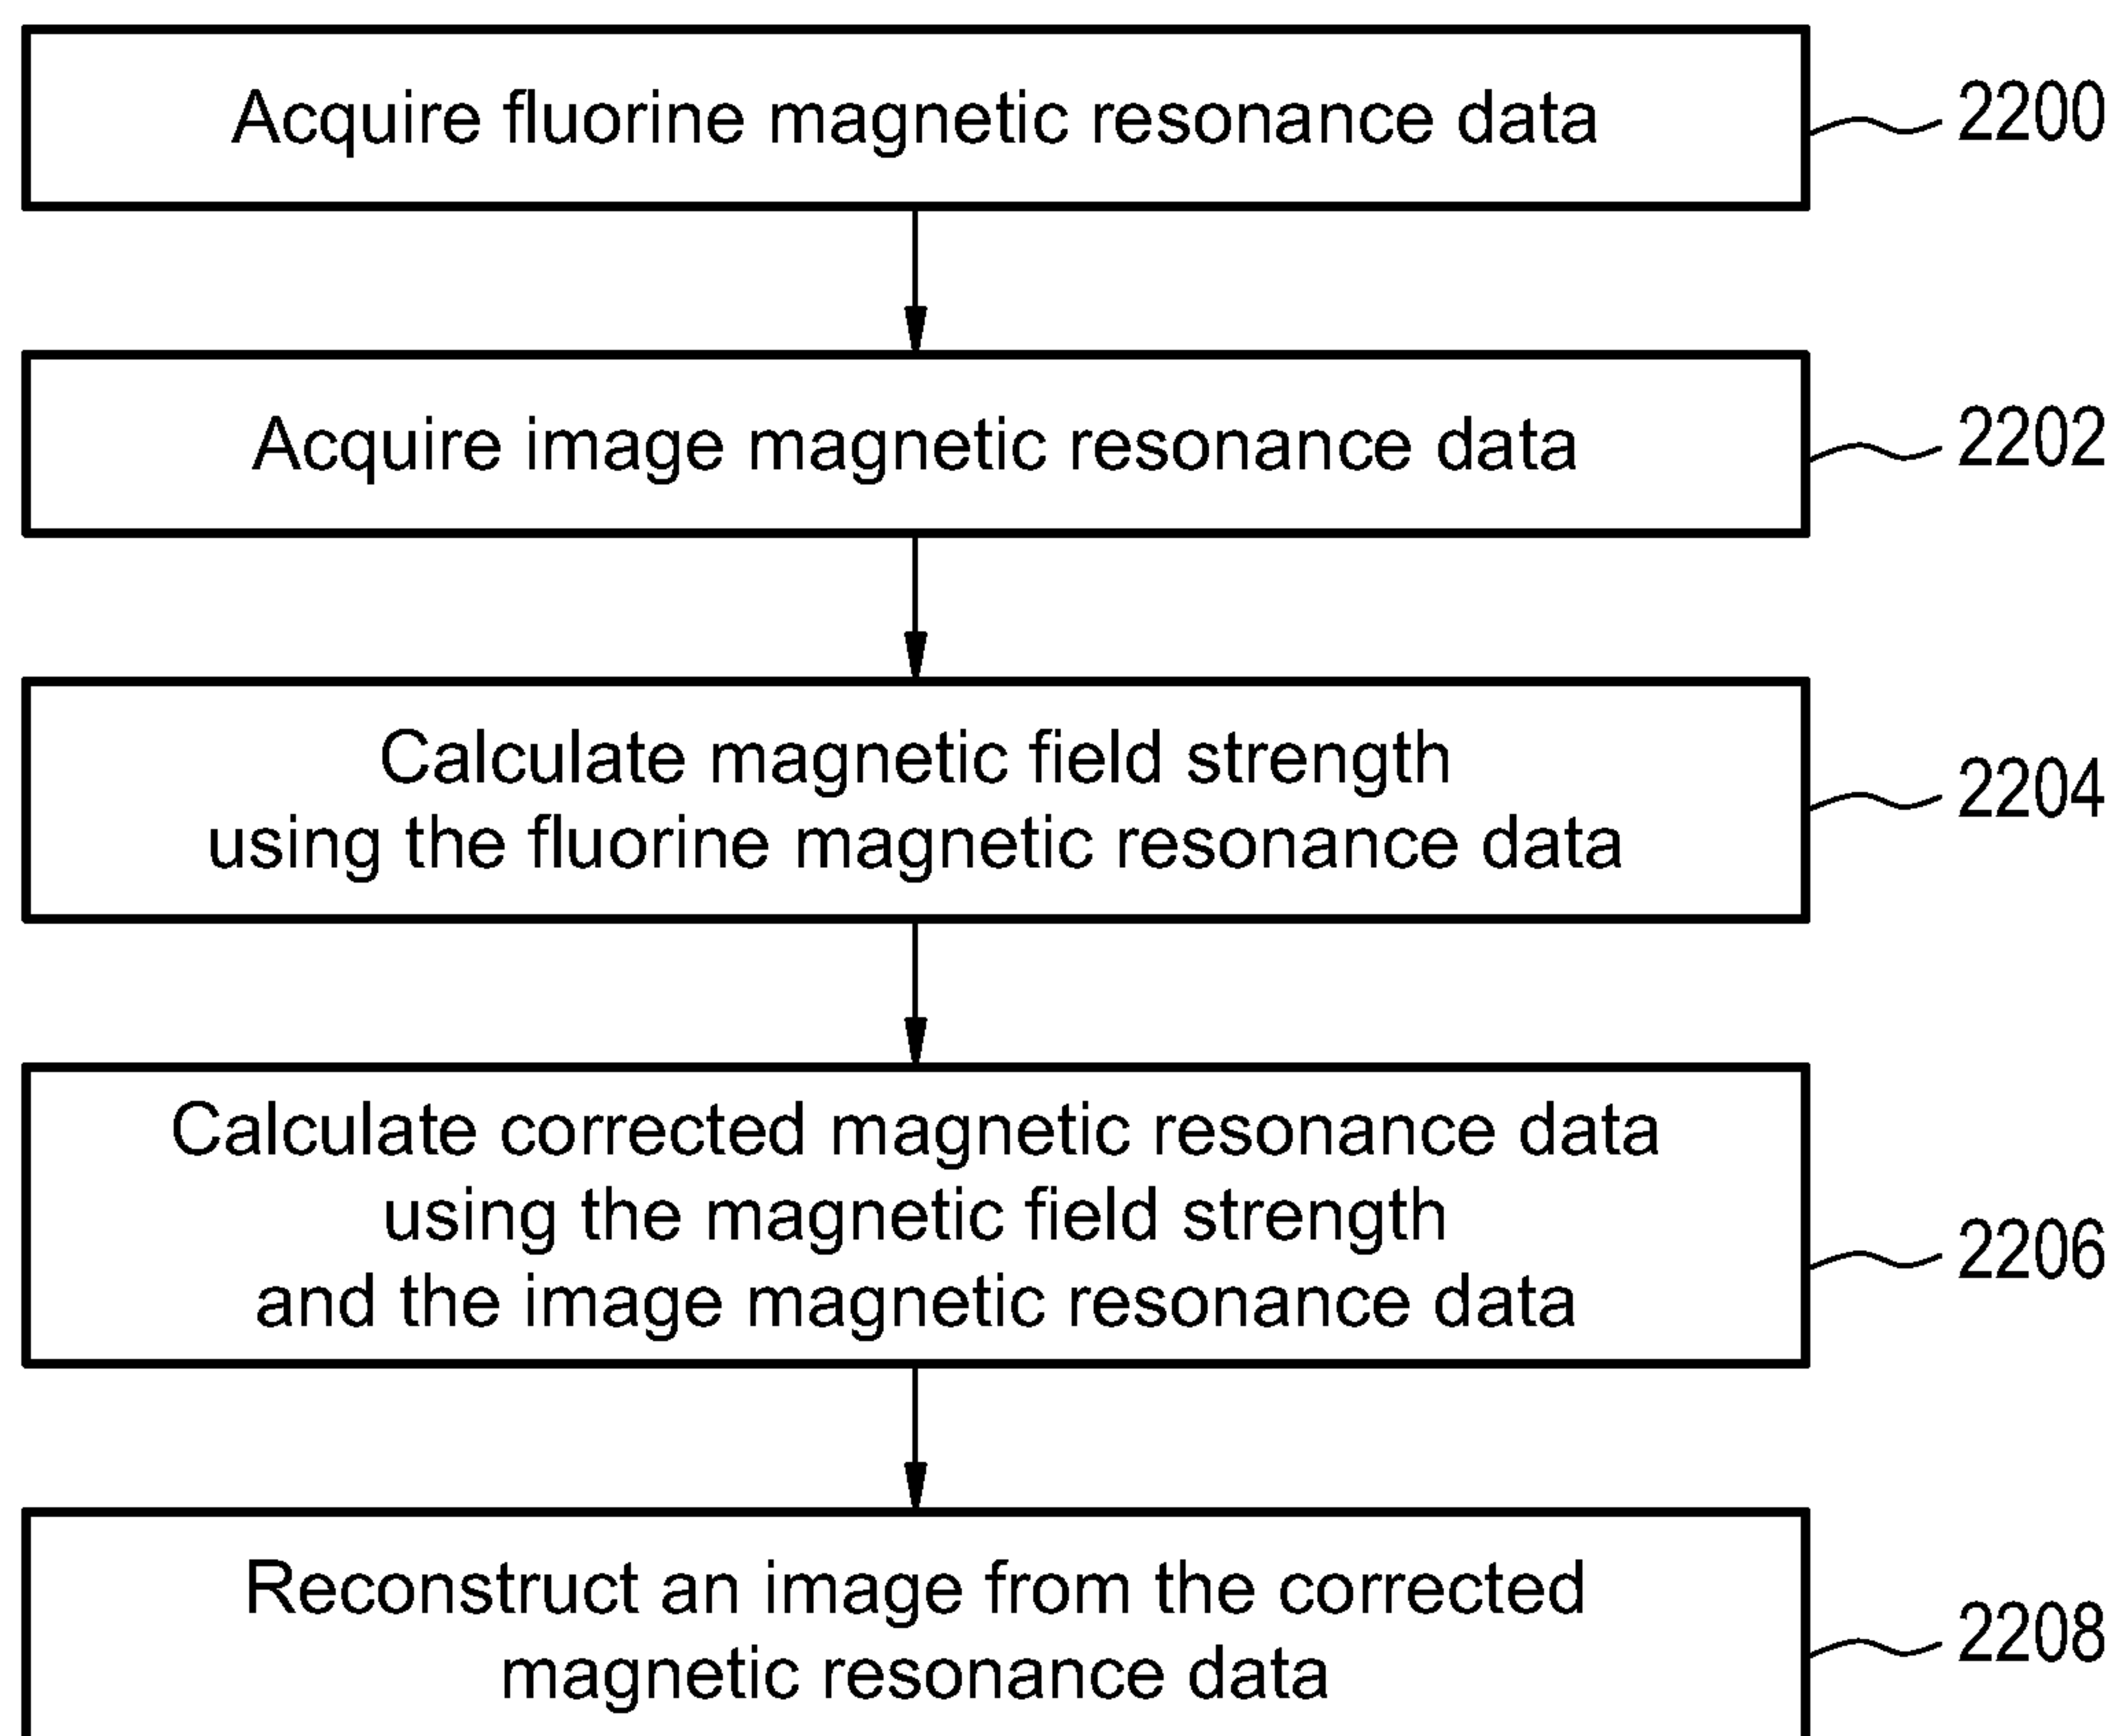 Acquire fluorine magnetic resonance data
2200
Acquire image magnetic resonance data
2202
Calculate magnetic field strength
using the fluorine magnetic resonance data
2204
Calculate corrected magnetic resonance data
using the magnetic field strength
and the image magnetic resonance data
2206
Reconstruct an image from the corrected
magnetic resonance data
2208